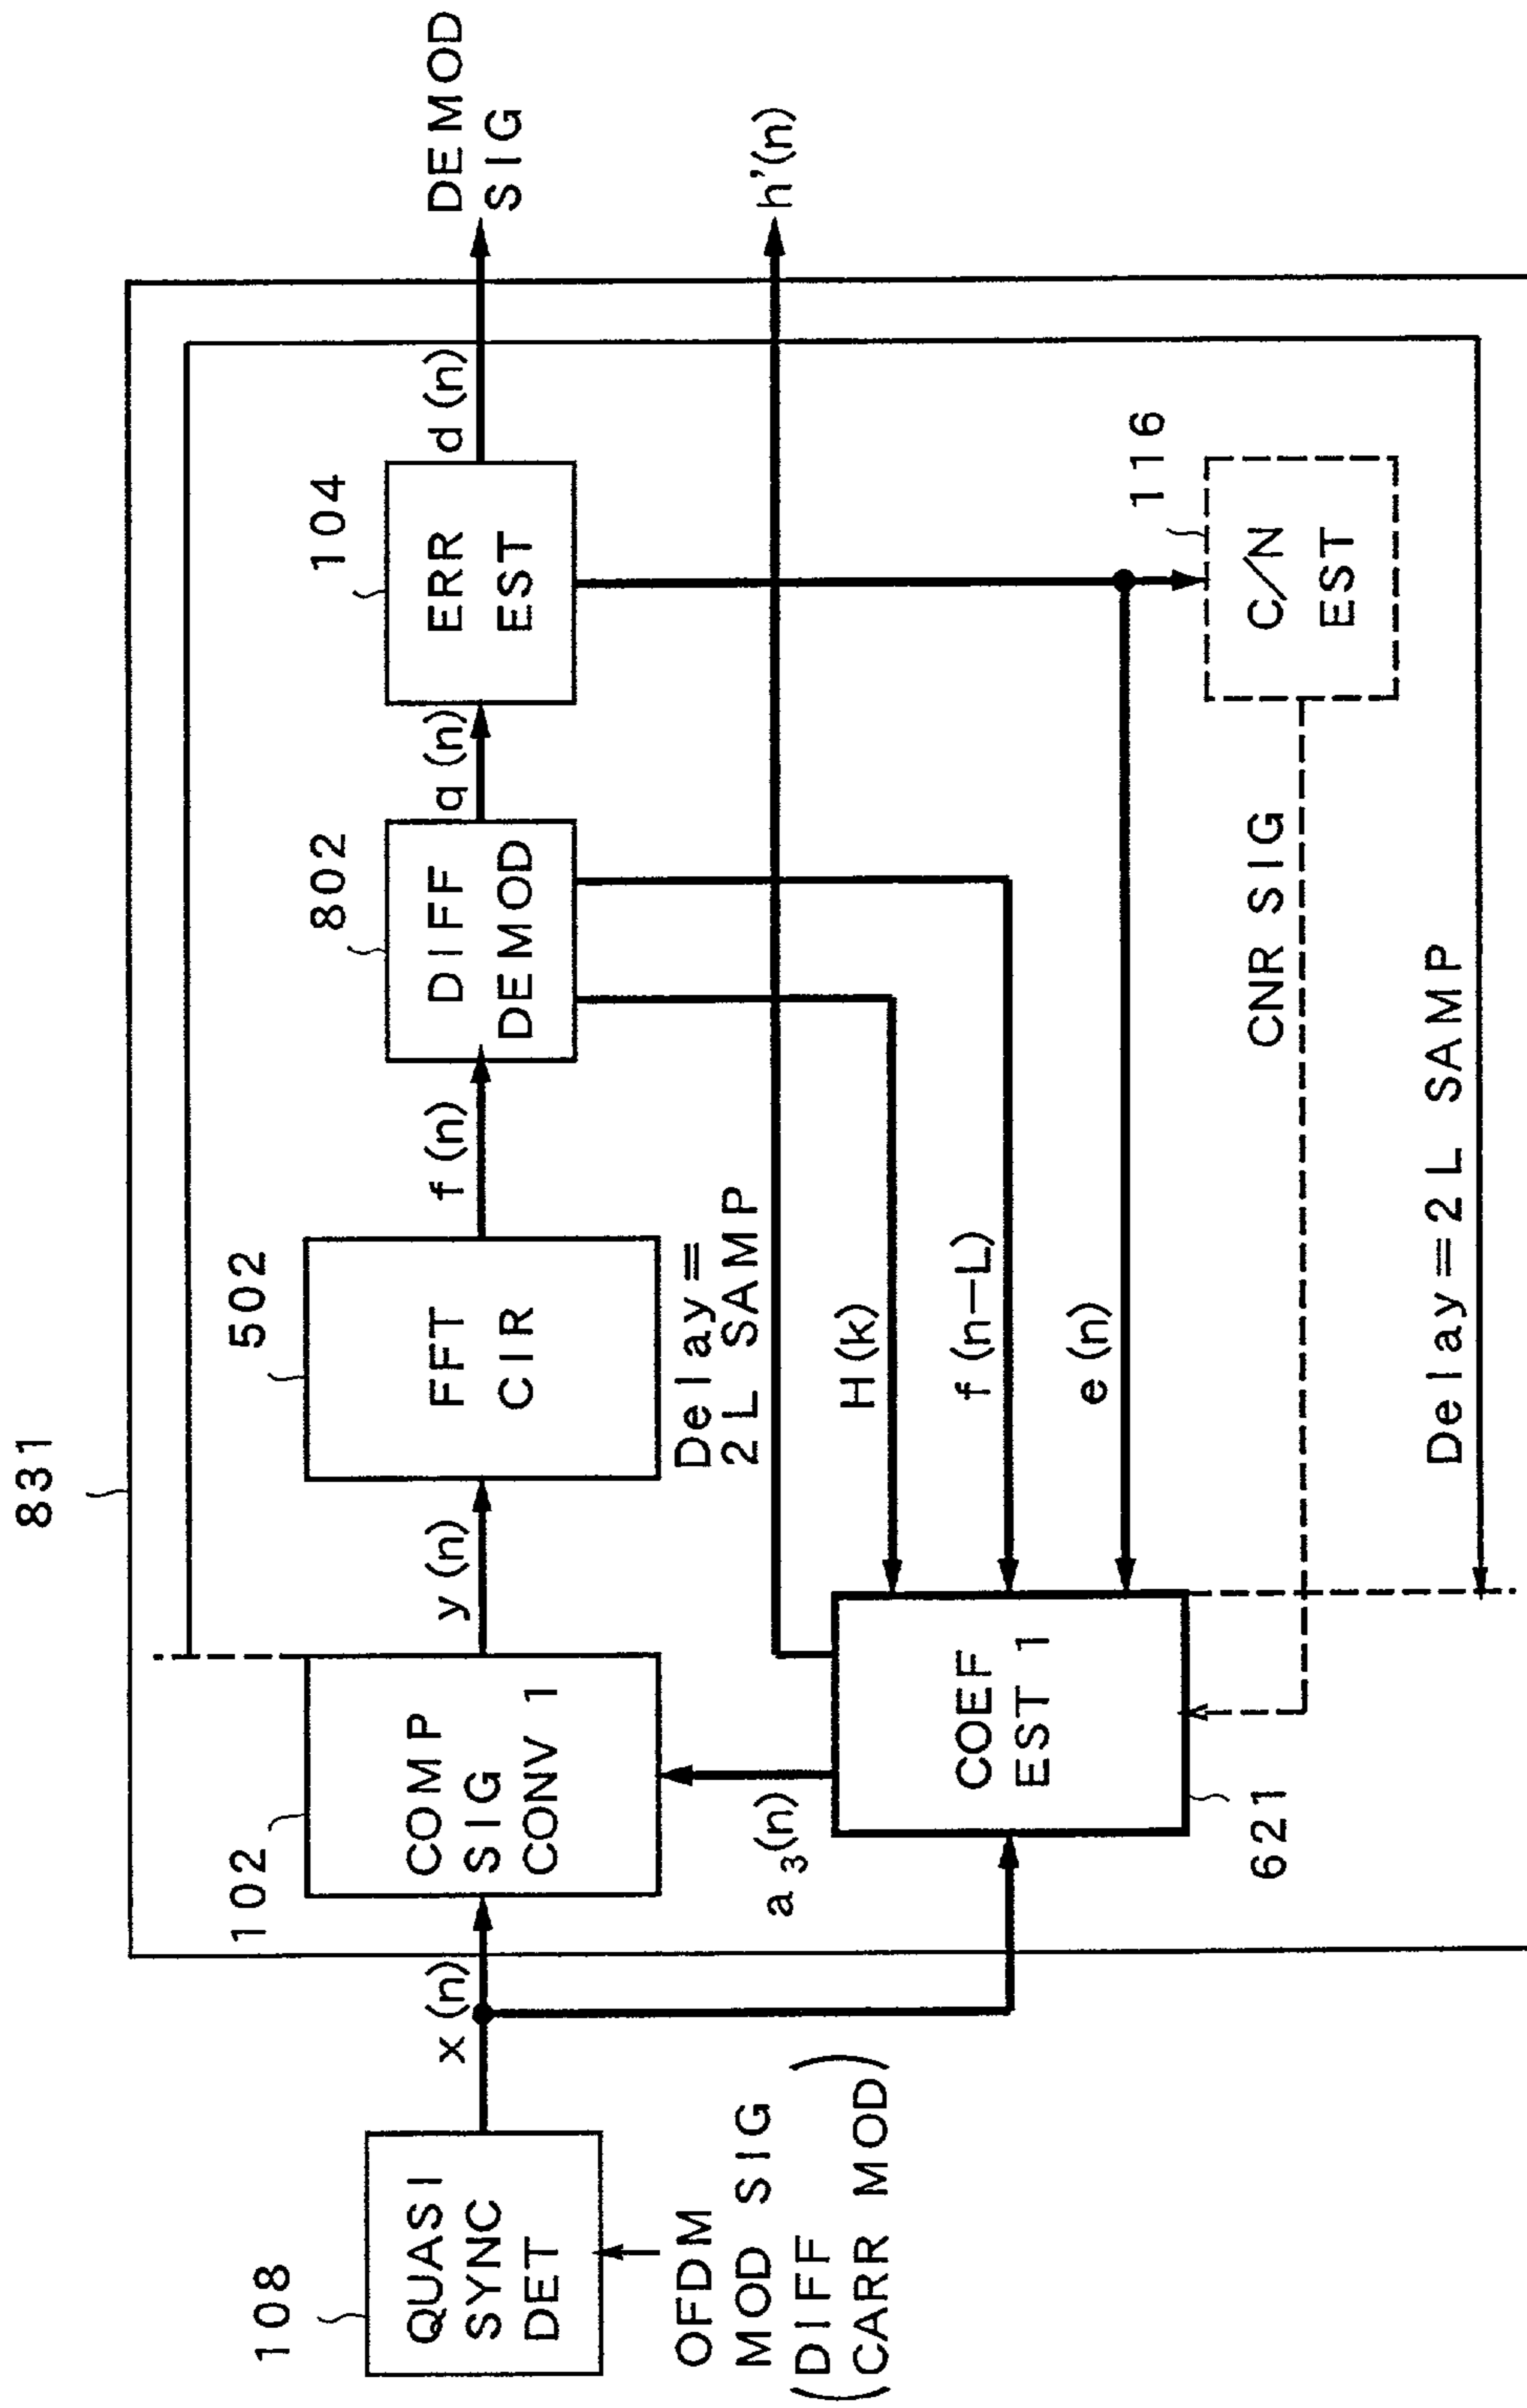 831
108
QUASI
SYNC
DET
OFDM
MOD SIG
(DIFF
CARR MOD)
x(n)
102
COMP
SIG
CONV 1
y(n)
502
FFT
CIR
f(n)
802
DIFF
DEMOD
q(n)
104
ERR
EST
d(n)
DEMOD
SIG
h'(n)
Delay=
2L SAMP
a3(n)
COEF
EST 1
621
H(k)
f(n-L)
e(n)
116
C/N
EST
CNR SIG
Delay=2L SAMP